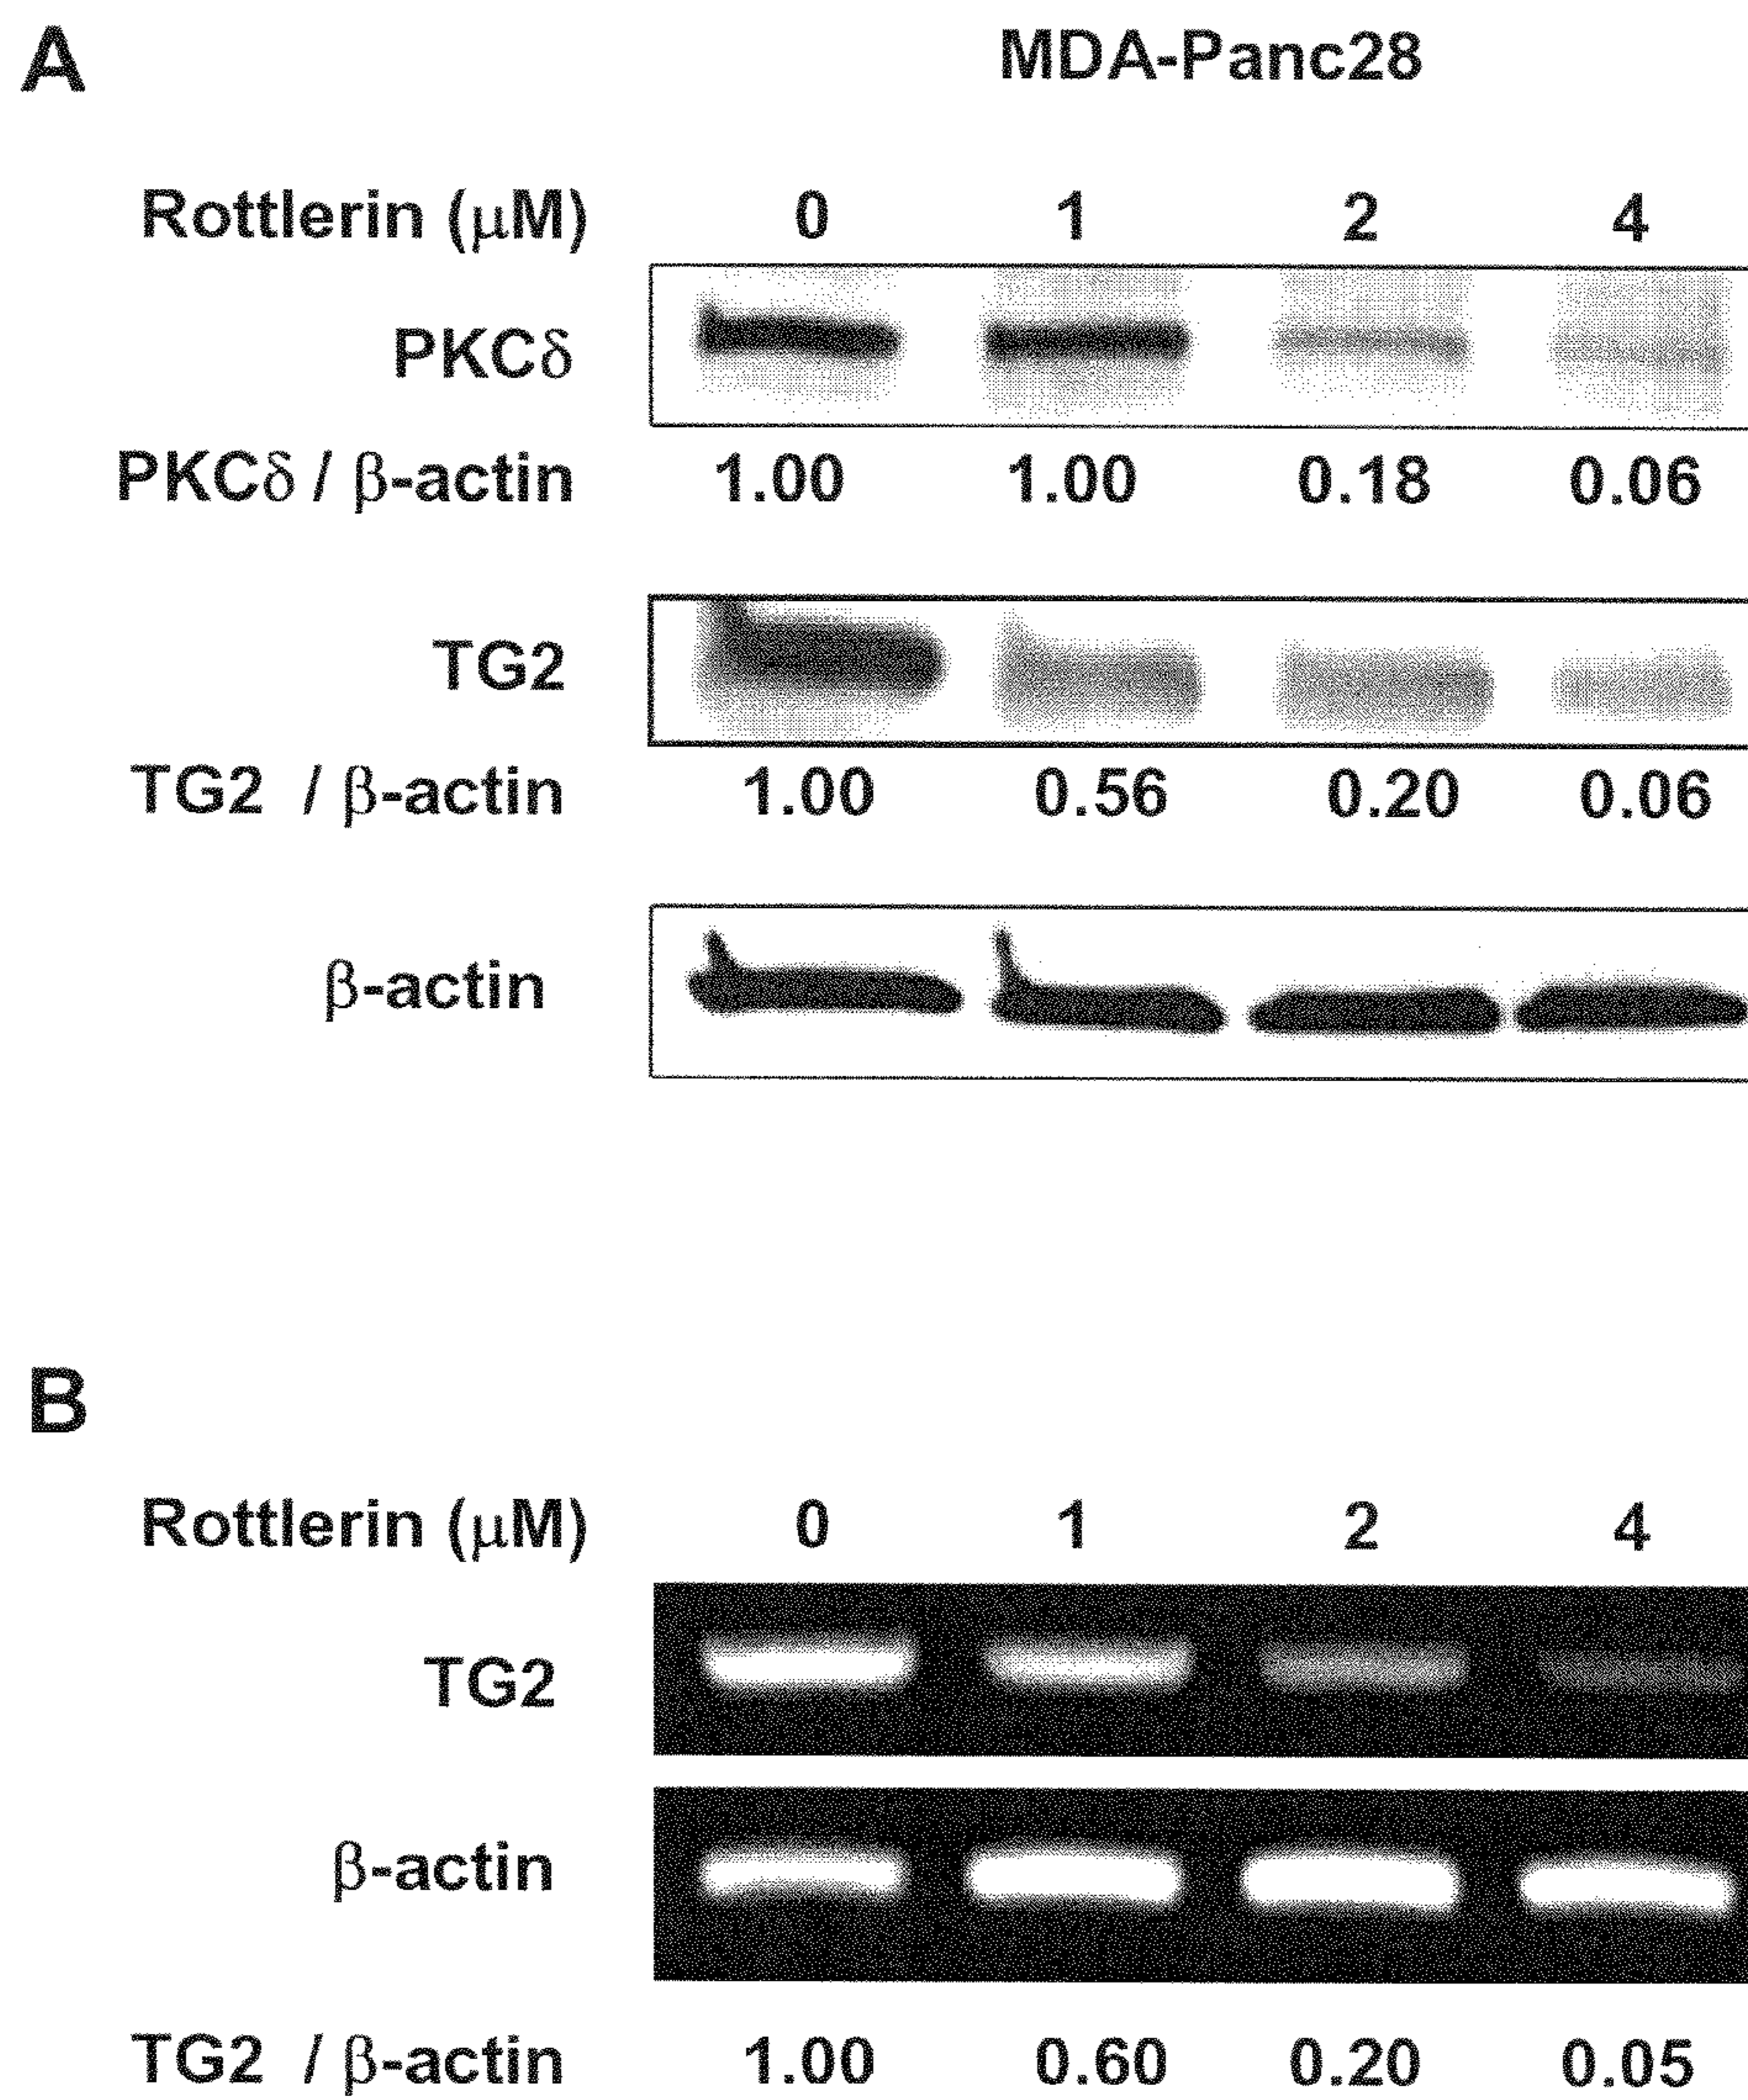 A
MDA-Panc28
Rottlerin (μM) 0 1 2 4
PKCδ
PKCδ / β-actin 1.00 1.00 0.18 0.06
TG2
TG2 / β-actin 1.00 0.56 0.20 0.06
β-actin
B
Rottlerin (μM) 0 1 2 4
TG2
β-actin
TG2 / β-actin 1.00 0.60 0.20 0.05